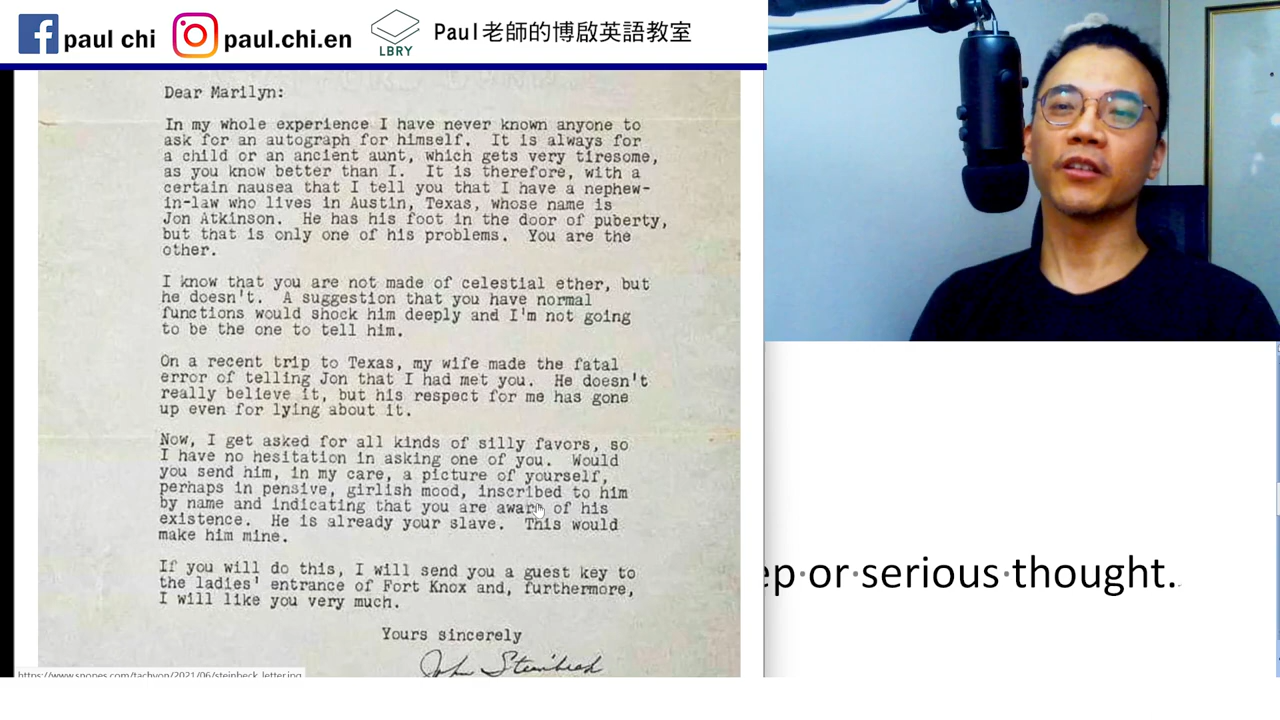 paul chi
paul.chi.en
LBRY
Paul老師的博啟英語教室
Dear Marilyn:
In my whole experience I have never known anyone to
ask for an autograph for himself. It is always for
a child or an ancient aunt, which gets very tiresome,
as you know better than I. It is therefore, with a
certain nausea that I tell you that I have a nephew-
in-law who lives in Austin, Texas, whose name is
Jon Atkinson. He has his foot in the door of puberty,
but that is only one of his problems. You are the
other.
I know that you are not made of celestial ether, but
he doesn't. A suggestion that you have normal
functions would shock him deeply and I'm not going
to be the one to tell him.
On a recent trip to Texas, my wife made the fatal
error of telling Jon that I had met you. He doesn't
really believe it, but his respect for me has gone
up even for lying about it.
Now, I get asked for all kinds of silly favors, so
I have no hesitation in asking one of you. Would
you send him, in my care, a picture of yourself,
perhaps in pensive, girlish mood, inscribed to him
by name and indicating that you are aware of his
existence. He is already your slave. This would
make him mine.
If you will do this, I will send you a guest key to
the ladies' entrance of Fort Knox and, furthermore,
I will like you very much.
Yours sincerely
John Steinbeck
https://www.snopes.com/tachyon/2021/06/steinbeck_letter.jpg
ep or serious thought.